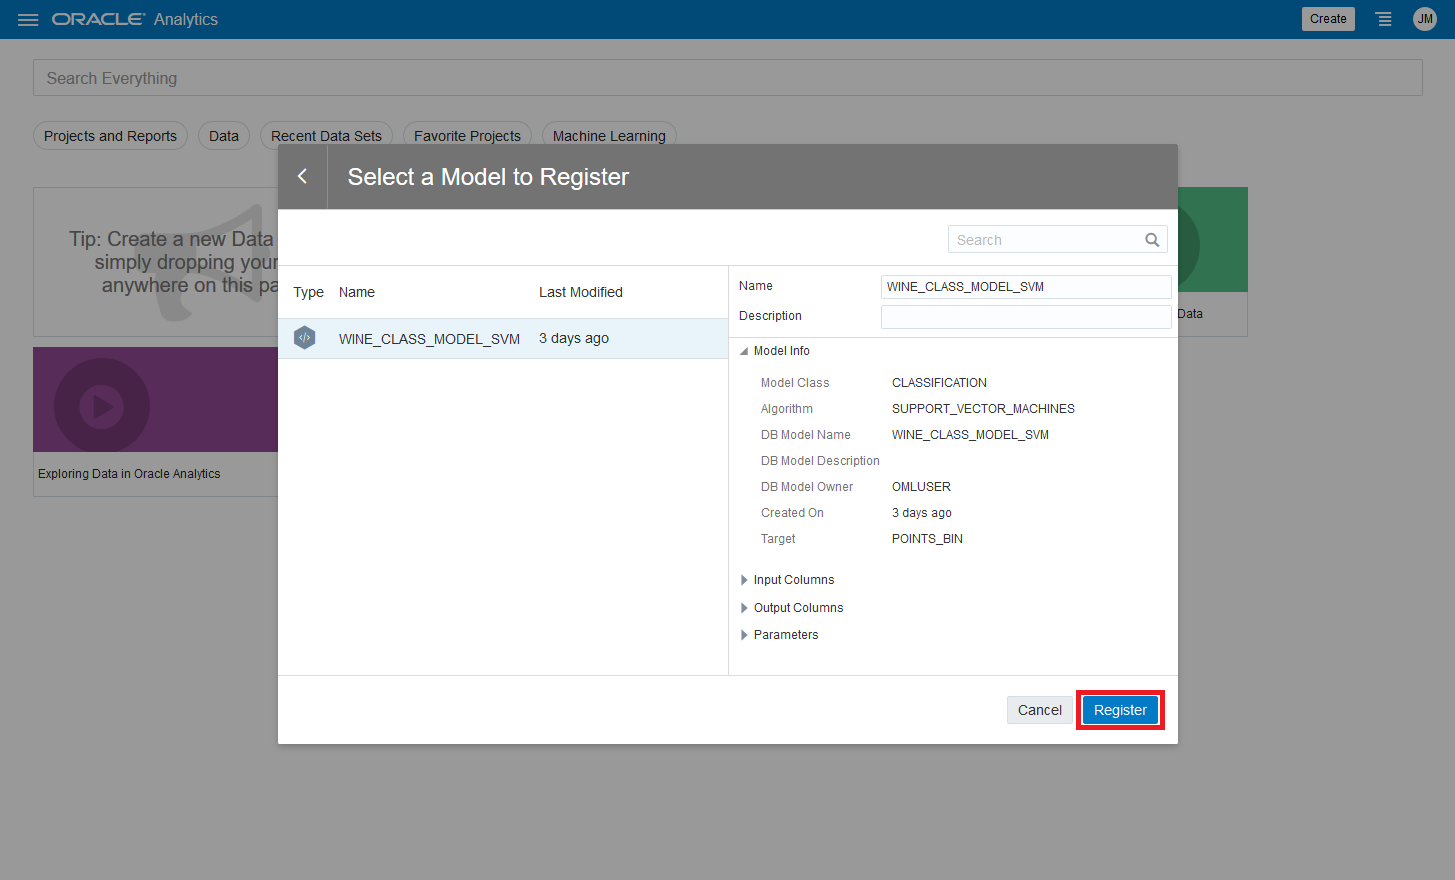 ORACLE Analytics
Create
JM
Search Everything
Projects and Reports
Data
Recent Data Sets
Favorite Projects
Machine Learning
Select a Model to Register
Tip: Create a new Data
simply dropping your
anywhere on this pa
Search
Type Name Last Modified
WINE_CLASS_MODEL_SVM 3 days ago
Name WINE_CLASS_MODEL_SVM
Description
Model Info
Model Class CLASSIFICATION
Algorithm SUPPORT_VECTOR_MACHINES
DB Model Name WINE_CLASS_MODEL_SVM
DB Model Description
DB Model Owner OMLUSER
Created On 3 days ago
Target POINTS_BIN
Input Columns
Output Columns
Parameters
Cancel
Register
Data
Exploring Data in Oracle Analytics